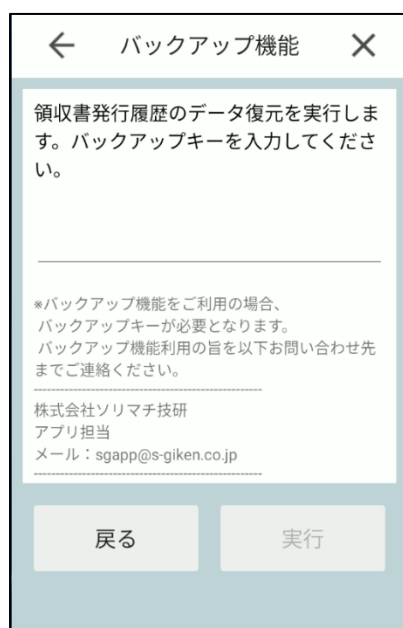 バックアップ機能
領収書発行履歴のデータ復元を実行しま
す。バックアップキーを入力してくださ
い。
※バックアップ機能をご利用の場合、
バックアップキーが必要となります。
バックアップ機能利用の旨を以下お問い合わせ先
までご連絡ください。
--------------------------------------------------
株式会社ソリマチ技研
アプリ担当
メール：sgapp@s-giken.co.jp
--------------------------------------------------
戻る
実行